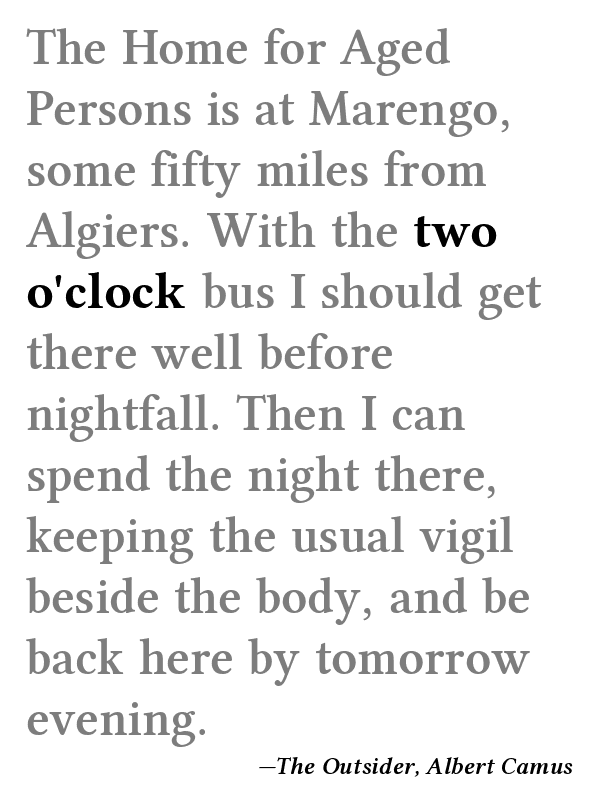 The Home for Aged
Persons is at Marengo,
some fifty miles from
Algiers. With the two
o'clock bus I should get
there well before
nightfall. Then I can
spend the night there,
keeping the usual vigil
beside the body, and be
back here by tomorrow
evening.
—The Outsider, Albert Camus